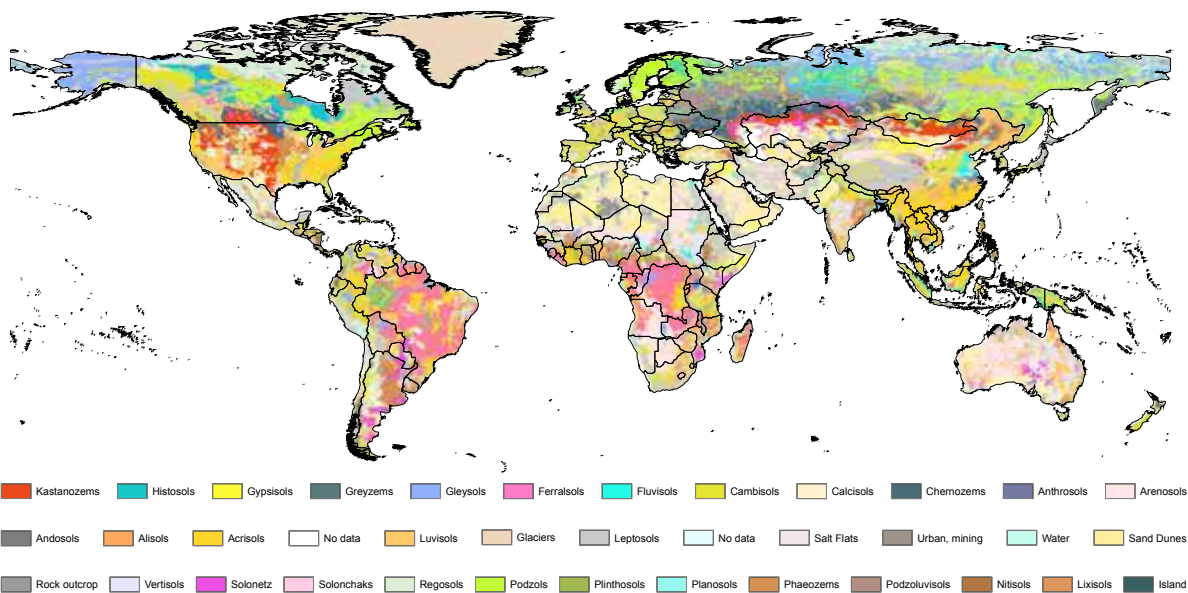 Kastanozems Histosols Gypsisols Greyzems Gleysols Ferralsols Fluvisols Cambisols Calcisols Chernozems Anthrosols Arenosols
Andosols Alisols Acrisols No data Luvisols Glaciers Leptosols No data Salt Flats Urban, mining Water Sand Dunes
Rock outcrop Vertisols Solonetz Solonchaks Regosols Podzols Plinthosols Planosols Phaeozems Podzoluvisols Nitisols Lixisols Island